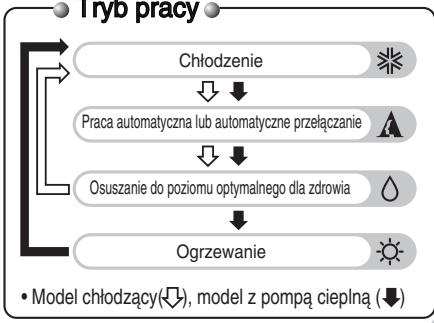 Tryb pracy
Chłodzenie
Praca automatyczna lub automatyczne przełączanie
Osuszanie do poziomu optymalnego dla zdrowia
Ogrzewanie
• Model chłodzący(⇩), model z pompą cieplną (⬇)